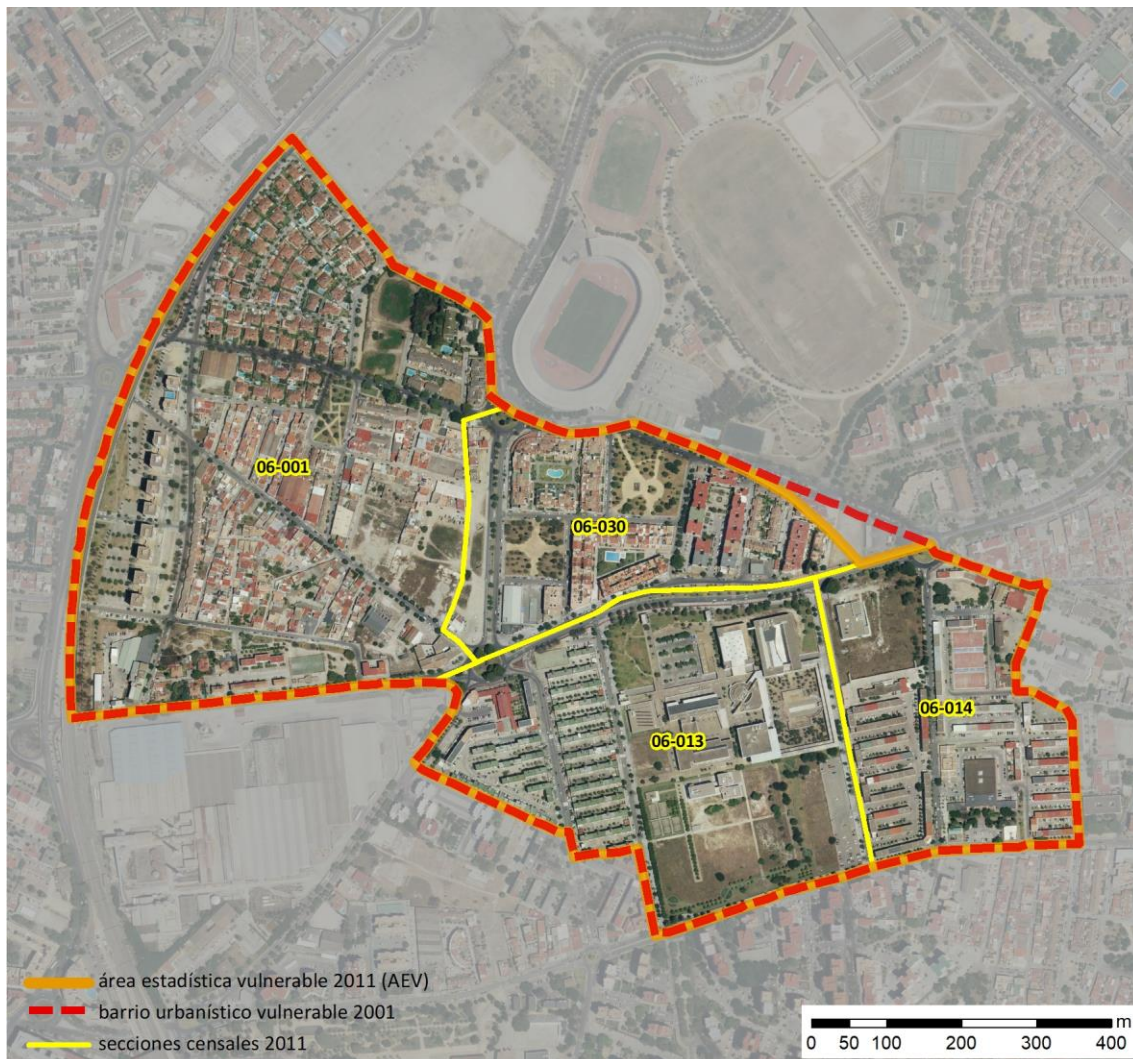 06-001
06-030
06-013
06-014
área estadística vulnerable 2011 (AEV)
barrio urbanístico vulnerable 2001
secciones censales 2011
m
0 50 100 200 300 400